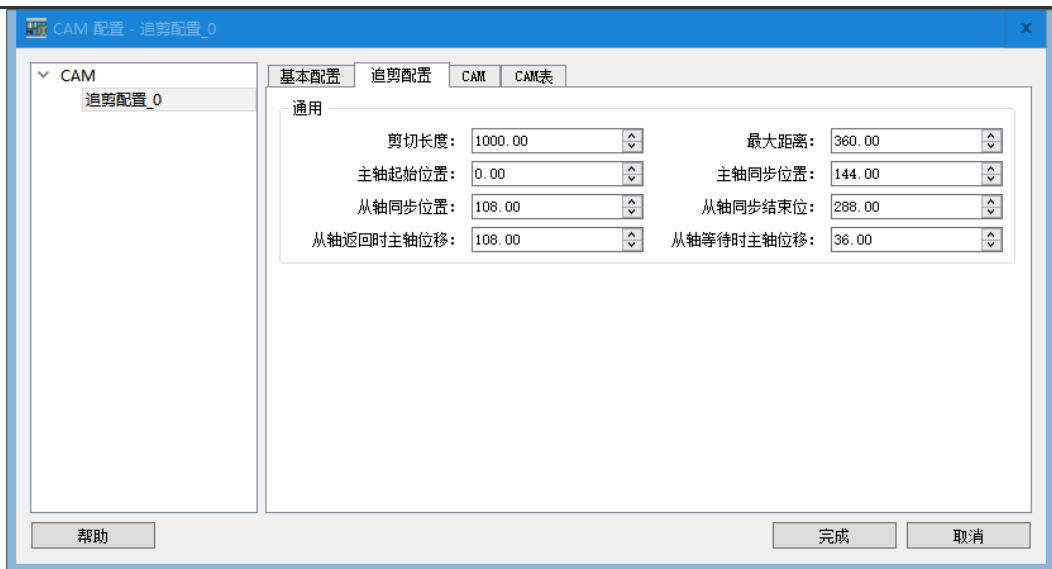 CAM 配置 - 追剪配置_0
x
CAM
追剪配置_0
基本配置 追剪配置 CAM CAM表
通用
剪切长度： 1000.00 最大距离： 360.00
主轴起始位置： 0.00 主轴同步位置： 144.00
从轴同步位置： 108.00 从轴同步结束位： 288.00
从轴返回时主轴位移： 108.00 从轴等待时主轴位移： 36.00
帮助 完成 取消